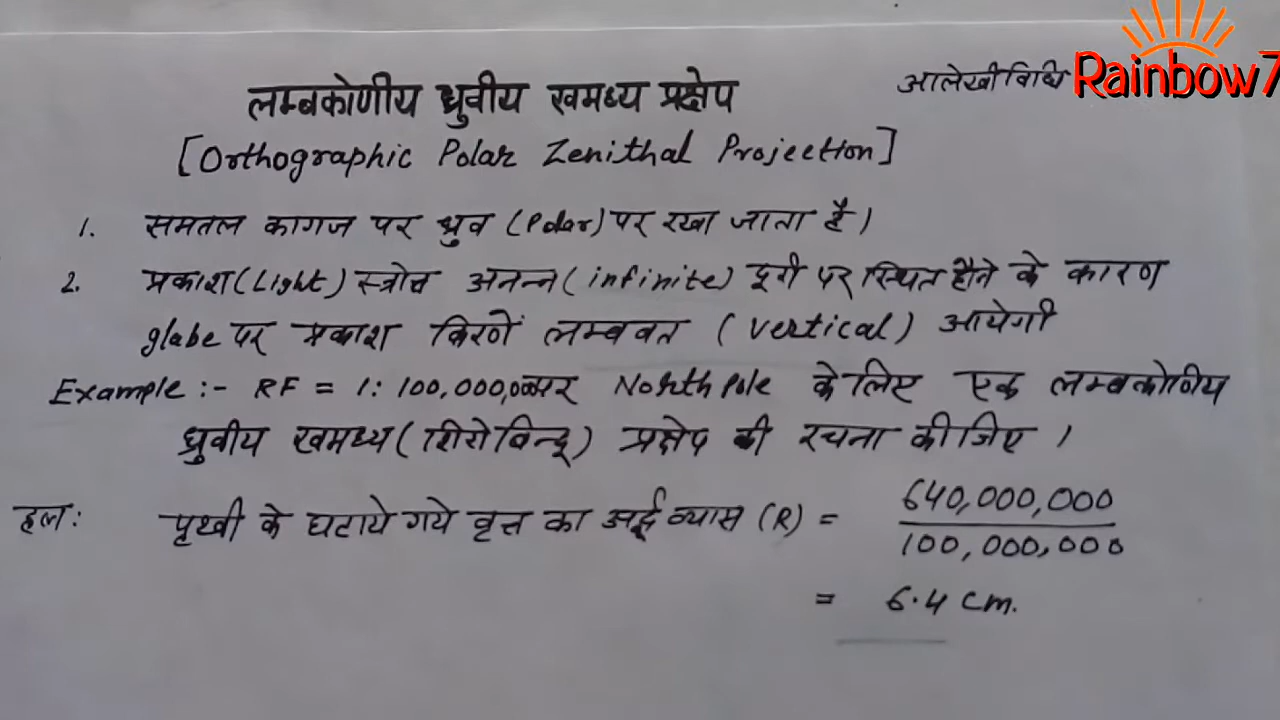 लम्बकोणीय ध्रुवीय खमध्य प्रक्षेप
आलेखी विधि
Rainbow7
[Orthographic Polar Zenithal Projection]
1. समतल कागज पर ध्रुव (Polar) पर रखा जाता है।
2. प्रकाश (Light) स्त्रोत अनन्त (infinite) दूरी पर स्थित होने के कारण
globe पर प्रकाश किरणें लम्बवत (vertical) आयेगी
Example :- RF = 1: 100,000,000 पर North Pole के लिए एक लम्बकोणीय
ध्रुवीय खमध्य (शिरोबिन्दू) प्रक्षेप की रचना कीजिए ।
हल: पृथ्वी के घटाये गये वृत्त का अर्द्ध व्यास (R) = 640,000,000
100,000,000
= 6.4 cm.